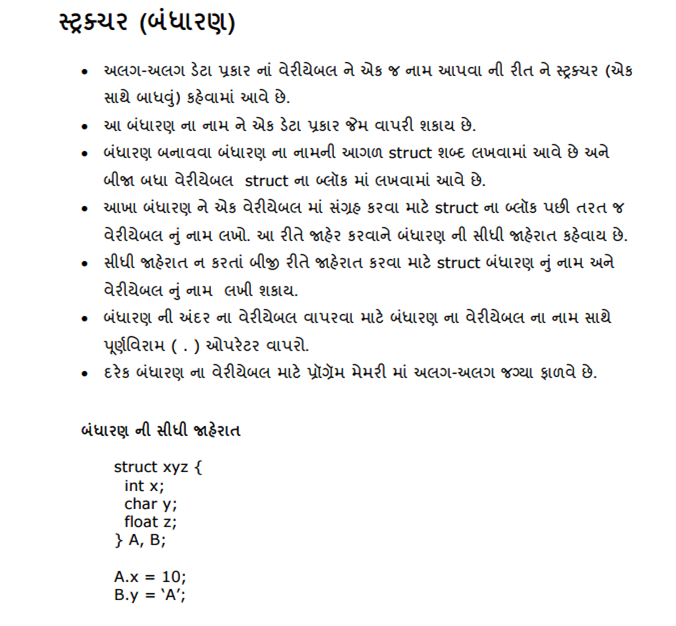 સ્ટ્રક્ચર (બંધારણ)
• અલગ-અલગ ડેટા પ્રકાર નાં વેરીયેબલ ને એક જ નામ આપવા ની રીત ને સ્ટ્રક્ચર (એક
સાથે બાધવું) કહેવામાં આવે છે.
• આ બંધારણ ના નામ ને એક ડેટા પ્રકાર જેમ વાપરી શકાય છે.
• બંધારણ બનાવવા બંધારણ ના નામની આગળ struct શબ્દ લખવામાં આવે છે અને
બીજા બધા વેરીયેબલ struct ના બ્લૉક માં લખવામાં આવે છે.
• આખા બંધારણ ને એક વેરીયેબલ માં સંગ્રહ કરવા માટે struct ના બ્લૉક પછી તરત જ
વેરીયેબલ નું નામ લખો. આ રીતે જાહેર કરવાને બંધારણ ની સીધી જાહેરાત કહેવાય છે.
• સીધી જાહેરાત ન કરતાં બીજી રીતે જાહેરાત કરવા માટે struct બંધારણ નું નામ અને
વેરીયેબલ નું નામ લખી શકાય.
• બંધારણ ની અંદર ના વેરીયેબલ વાપરવા માટે બંધારણ ના વેરીયેબલ ના નામ સાથે
પૂર્ણવિરામ ( . ) ઓપરેટર વાપરો.
• દરેક બંધારણ ના વેરીયેબલ માટે પ્રૉગ્રૅમ મેમરી માં અલગ-અલગ જગ્યા ફાળવે છે.
બંધારણ ની સીધી જાહેરાત
struct xyz {
int x;
char y;
float z;
} A, B;
A.x = 10;
B.y = ‘A’;